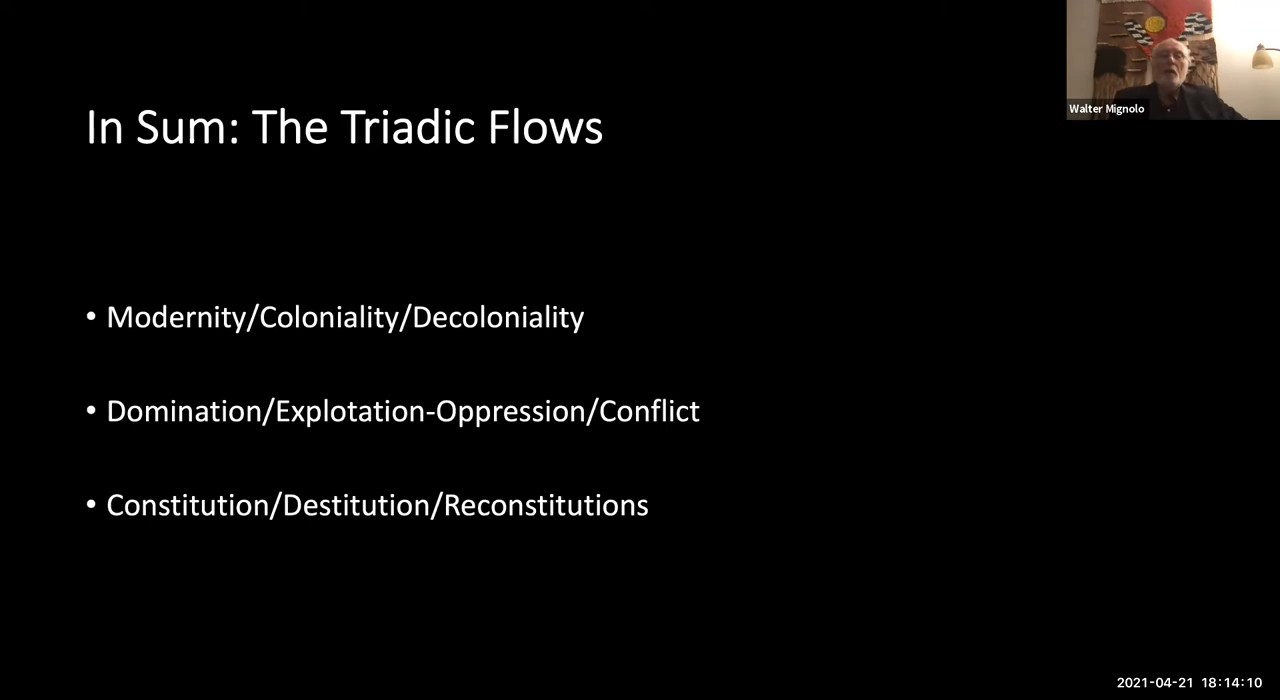 In Sum: The Triadic Flows
Walter Mignolo
• Modernity/Coloniality/Decoloniality
• Domination/Explotation-Oppression/Conflict
• Constitution/Destitution/Reconstitutions
2021-04-21 18:14:10